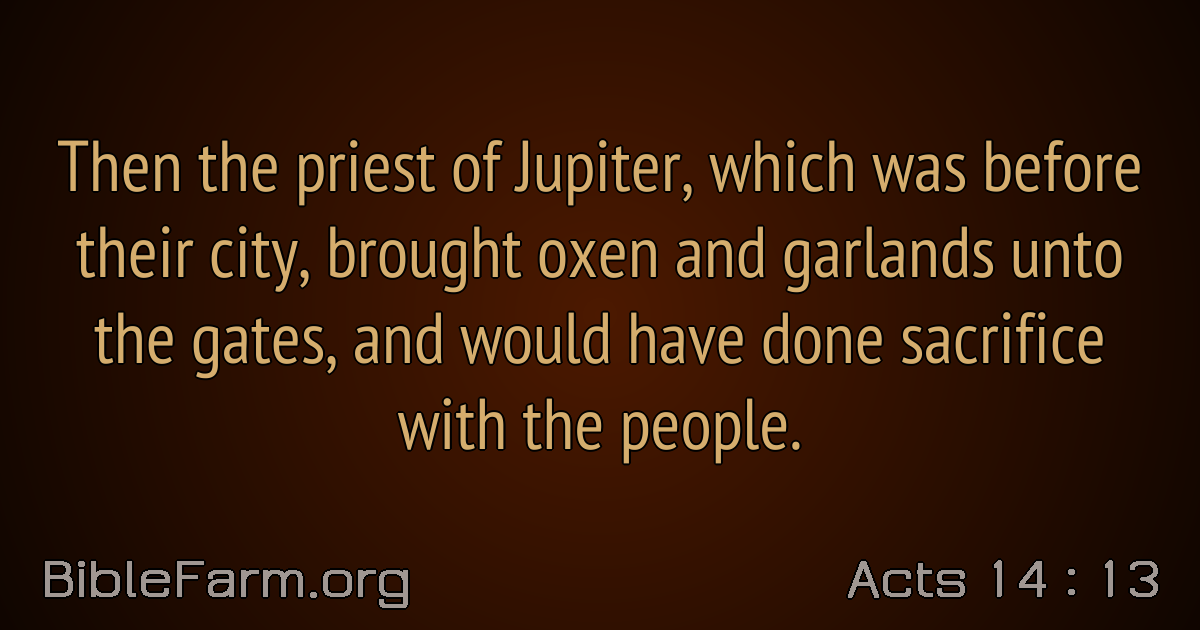 Then the priest of Jupiter, which was before
their city, brought oxen and garlands unto
the gates, and would have done sacrifice
with the people.
BibleFarm.org
Acts 14 : 13